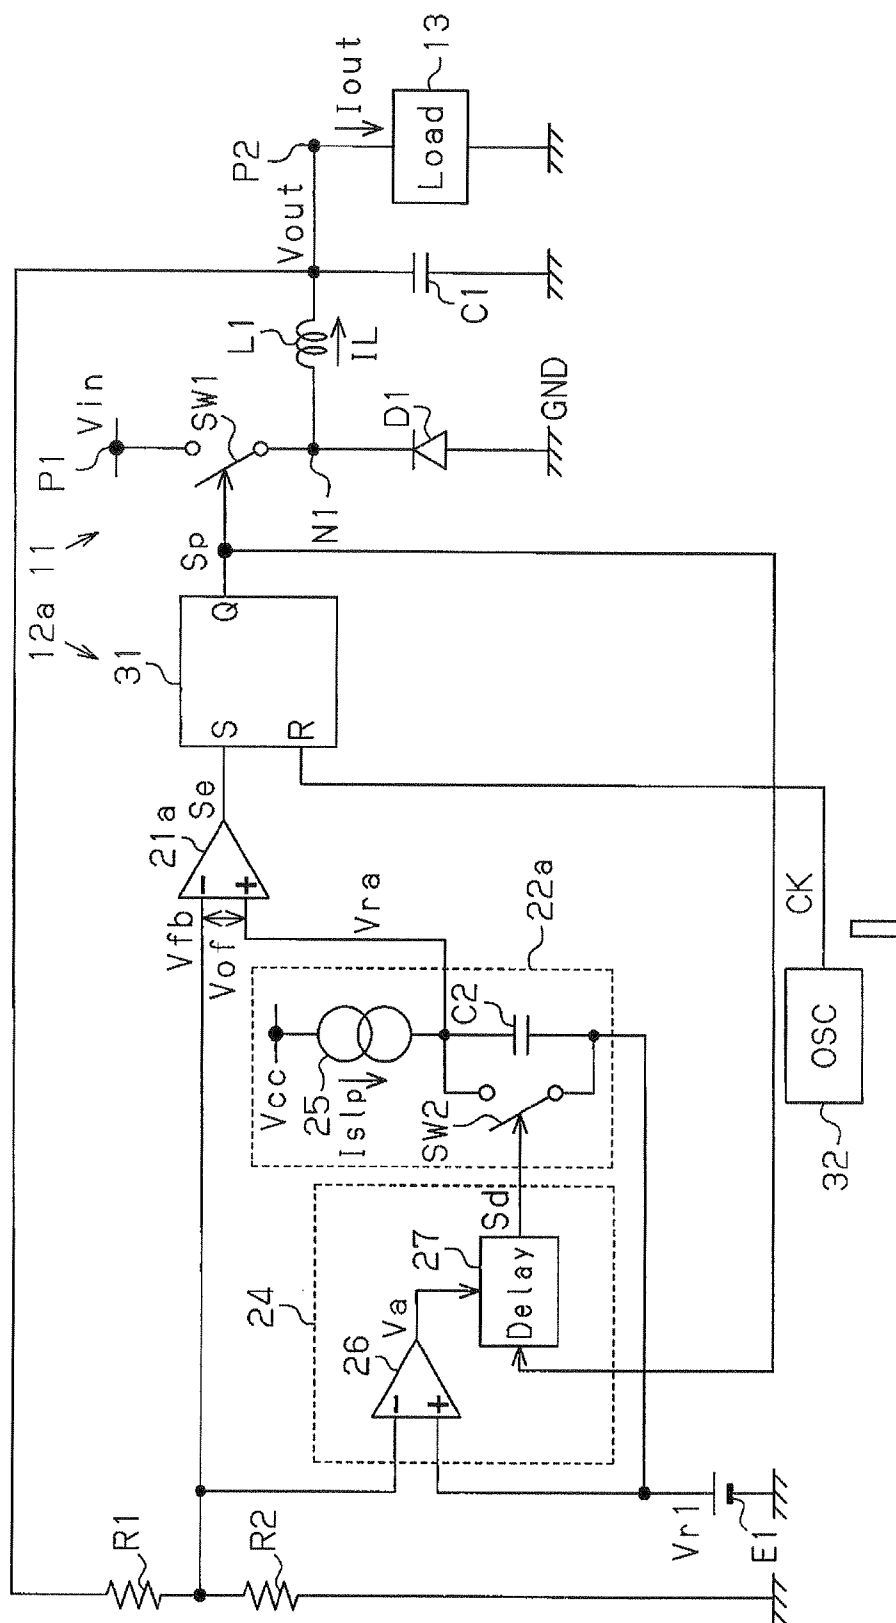 12a
11
P1
Vin
SW1
Sp
31
S
Q
R
N1
L1
IL
Vout
P2
Iout
Load
13
C1
D1
GND
Se
21a
−
+
Vfb
Vof
Vra
22a
Vcc
25
Islp
C2
SW2
24
26
−
+
Va
27
Delay
Sd
R1
R2
Vr1
E1
CK
OSC
32